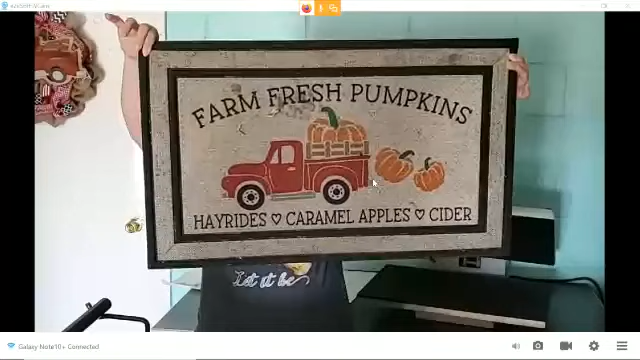 FARM FRESH PUMPKINS
HAYRIDES ♡ CARAMEL APPLES ♡ CIDER
Let it be
Galaxy Note10+ Connected